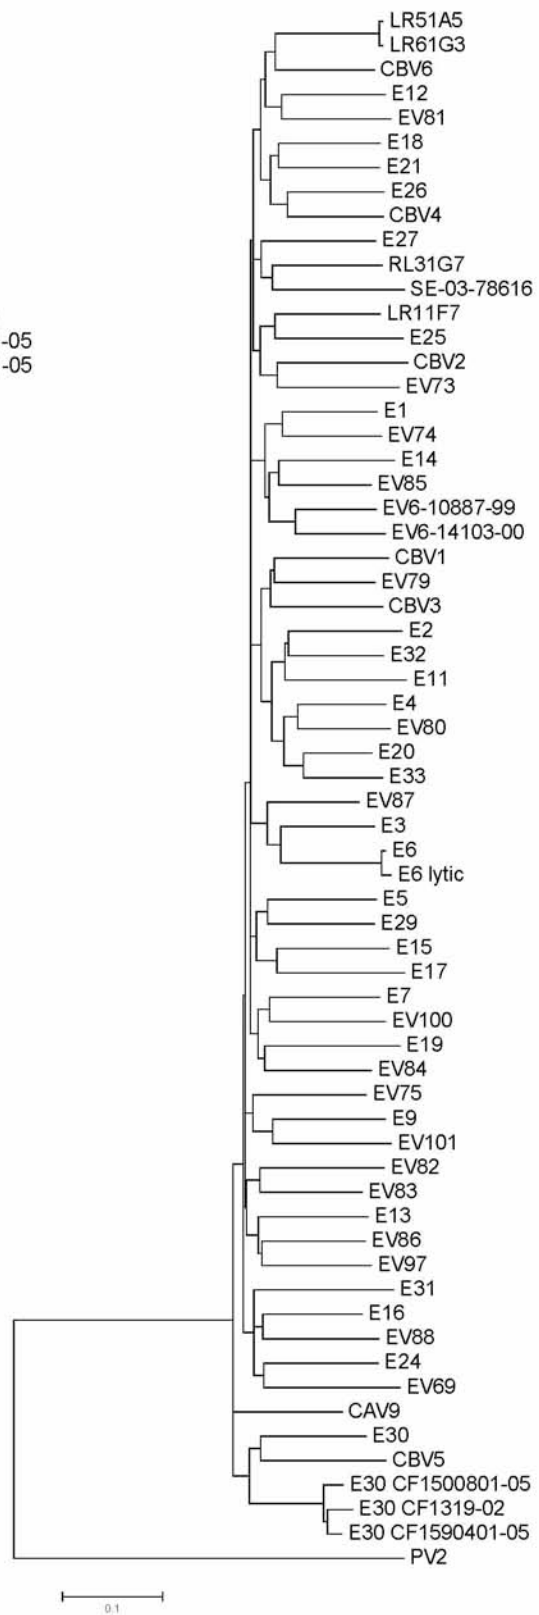 LR51A5
LR61G3
CBV6
E12
EV81
E18
E21
E26
CBV4
E27
RL31G7
SE-03-78616
LR11F7
-05
E25
-05
CBV2
EV73
E1
EV74
E14
EV85
EV6-10887-99
EV6-14103-00
CBV1
EV79
CBV3
E2
E32
E11
E4
EV80
E20
E33
EV87
E3
E6
E6 lytic
E5
E29
E15
E17
E7
EV100
E19
EV84
EV75
E9
EV101
EV82
EV83
E13
EV86
EV97
E31
E16
EV88
E24
EV69
CAV9
E30
CBV5
E30 CF1500801-05
E30 CF1319-02
E30 CF1590401-05
PV2
0.1